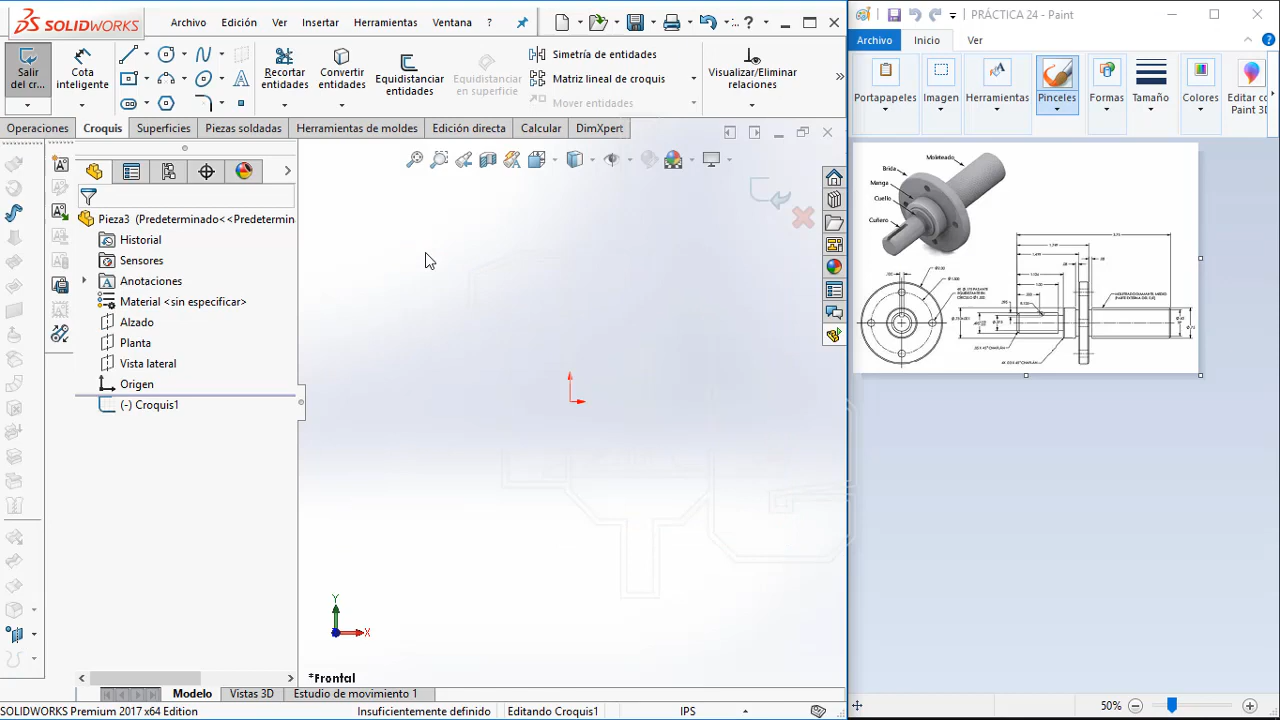 SOLIDWORKS
Archivo Edición Ver Insertar Herramientas Ventana ?
PRÁCTICA 24 - Paint
Archivo Inicio Ver
Salir del cr...
Cota inteligente
Recortar entidades
Convertir entidades
Equidistanciar entidades
Equidistanciar en superficie
Simetría de entidades
Matriz lineal de croquis
Mover entidades
Visualizar/Eliminar relaciones
Portapapeles Imagen Herramientas Pinceles Formas Tamaño Colores Editar co Paint 3D
Operaciones Croquis Superficies Piezas soldadas Herramientas de moldes Edición directa Calcular DimXpert
Pieza3 (Predeterminado<<Predetermin
Historial
Sensores
Anotaciones
Material <sin especificar>
Alzado
Planta
Vista lateral
Origen
(-) Croquis1
Moleteado
Brida
Manga
Cuello
Cuñero
Y
X
*Frontal
Modelo Vistas 3D Estudio de movimiento 1
SOLIDWORKS Premium 2017 x64 Edition Insuficientemente definido Editando Croquis1 IPS
50%